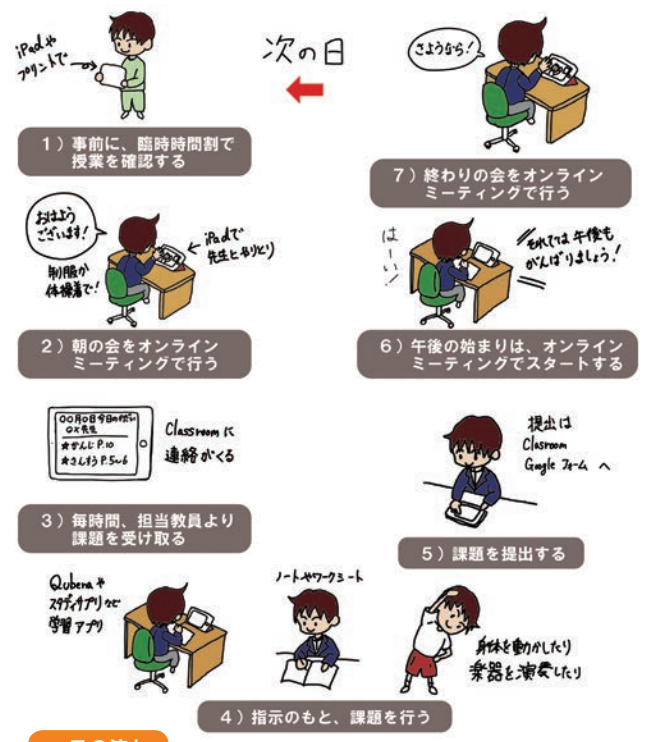 iPadや
プリントで
1）事前に、臨時時間割で
授業を確認する
おはよう
ございます！
制服か
体操着で！
iPadで
先生とやりとり
2）朝の会をオンライン
ミーティングで行う
〇〇月〇日今日の
〇×先生
★かんじ P.10
★さんすう P.5〜6
Classroomに
連絡がくる
3）毎時間、担当教員より
課題を受け取る
Qubenaや
スタディサプリなど
学習アプリ
ノートやワークシート
身体を動かしたり
楽器を演奏したり
4）指示のもと、課題を行う
提出は
Clasroom
Google フォーム へ
5）課題を提出する
はーい！
それでは午後も
がんばりましょう！
6）午後の始まりは、オンライン
ミーティングでスタートする
さようなら！
7）終わりの会をオンライン
ミーティングで行う
次の日